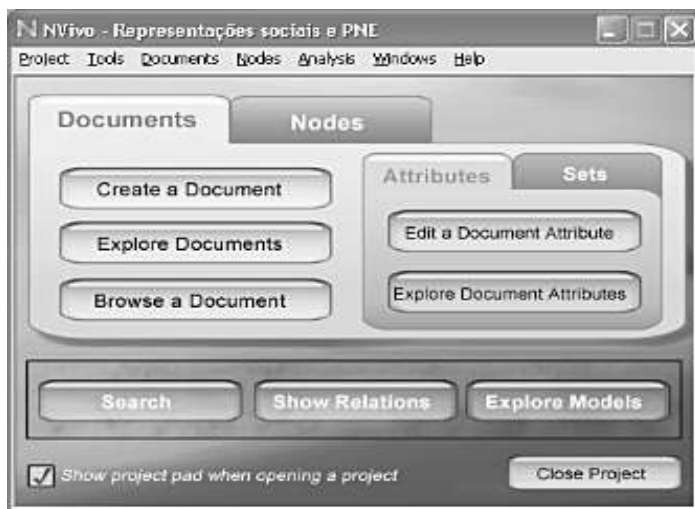 NVivo - Representações sociais e PNE
Project Tools Documents Nodes Analysis Windows Help
Documents Nodes
Create a Document
Explore Documents
Browse a Document
Attributes Sets
Edit a Document Attribute
Explore Document Attributes
Search Show Relations Explore Models
Show project pad when opening a project Close Project